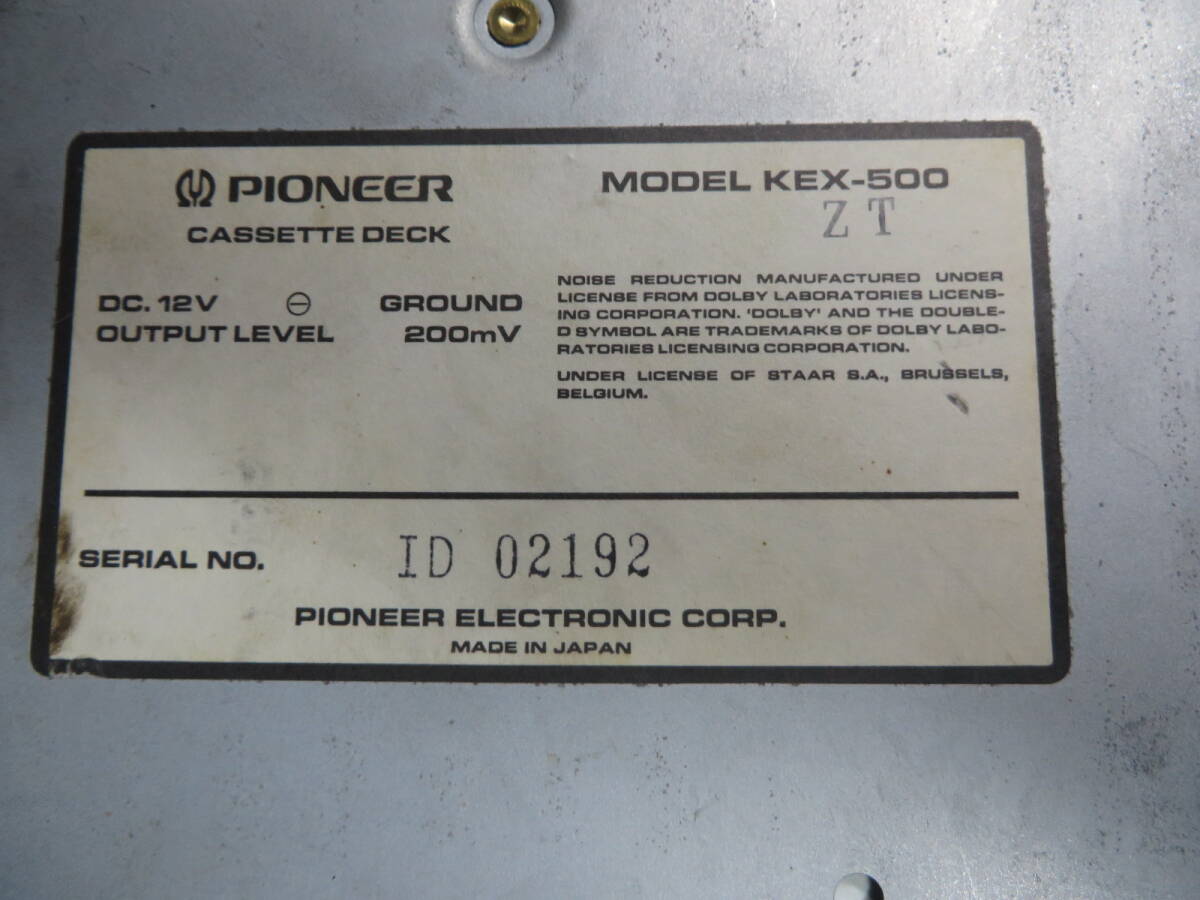 PIONEER
CASSETTE DECK
MODEL KEX-500
ZT
DC. 12V ⊖ GROUND
OUTPUT LEVEL 200mV
NOISE REDUCTION MANUFACTURED UNDER
LICENSE FROM DOLBY LABORATORIES LICENS-
ING CORPORATION. 'DOLBY' AND THE DOUBLE-
D SYMBOL ARE TRADEMARKS OF DOLBY LABO-
RATORIES LICENSING CORPORATION.
UNDER LICENSE OF STAAR S.A., BRUSSELS,
BELGIUM.
SERIAL NO. ID 02192
PIONEER ELECTRONIC CORP.
MADE IN JAPAN